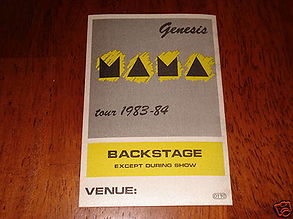 Genesis
MAMA
tour 1983-84
BACKSTAGE
EXCEPT DURING SHOW
VENUE: